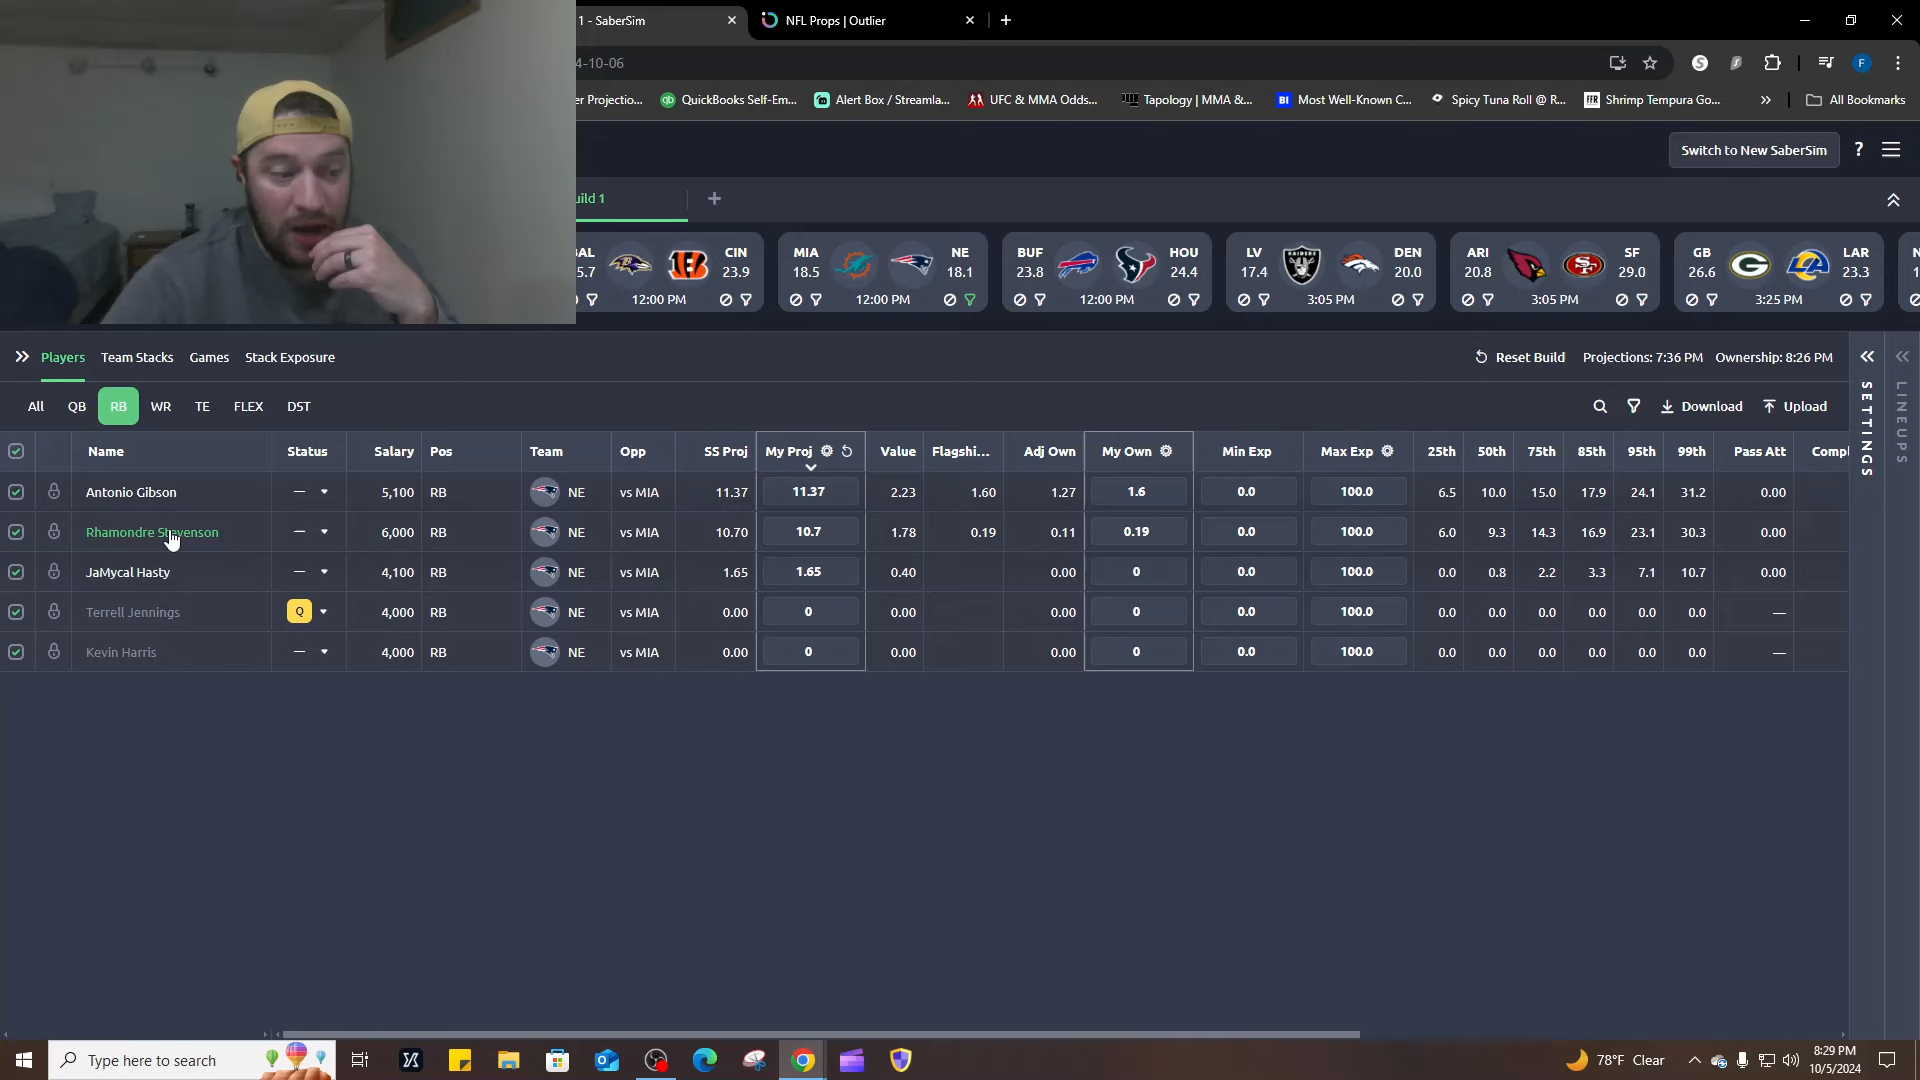 1 - SaberSim
NFL Props | Outlier
4-10-06
er Projectio... QuickBooks Self-Em... Alert Box / Streamla... UFC & MMA Odds... Tapology | MMA &... BI Most Well-Known C... Spicy Tuna Roll @ R... FFR Shrimp Tempura Go... » All Bookmarks
Switch to New SaberSim ?
uild 1 +
AL CIN MIA NE BUF HOU LV DEN ARI SF GB LAR N
5.7 23.9 18.5 18.1 23.8 24.4 17.4 20.0 20.8 29.0 26.6 23.3 1
12:00 PM 12:00 PM 12:00 PM 3:05 PM 3:05 PM 3:25 PM
Players Team Stacks Games Stack Exposure Reset Build Projections: 7:36 PM Ownership: 8:26 PM
All QB RB WR TE FLEX DST Download Upload
SETTINGS
LINEUPS
Name Status Salary Pos Team Opp SS Proj My Proj Value Flagshi... Adj Own My Own Min Exp Max Exp 25th 50th 75th 85th 95th 99th Pass Att Compl
Antonio Gibson — 5,100 RB NE vs MIA 11.37 11.37 2.23 1.60 1.27 1.6 0.0 100.0 6.5 10.0 15.0 17.9 24.1 31.2 0.00
Rhamondre Stevenson — 6,000 RB NE vs MIA 10.70 10.7 1.78 0.19 0.11 0.19 0.0 100.0 6.0 9.3 14.3 16.9 23.1 30.3 0.00
JaMycal Hasty — 4,100 RB NE vs MIA 1.65 1.65 0.40 0.00 0 0.0 100.0 0.0 0.8 2.2 3.3 7.1 10.7 0.00
Terrell Jennings Q 4,000 RB NE vs MIA 0.00 0 0.00 0.00 0 0.0 100.0 0.0 0.0 0.0 0.0 0.0 0.0 —
Kevin Harris — 4,000 RB NE vs MIA 0.00 0 0.00 0.00 0 0.0 100.0 0.0 0.0 0.0 0.0 0.0 0.0 —
Type here to search
78°F Clear
8:29 PM
10/5/2024